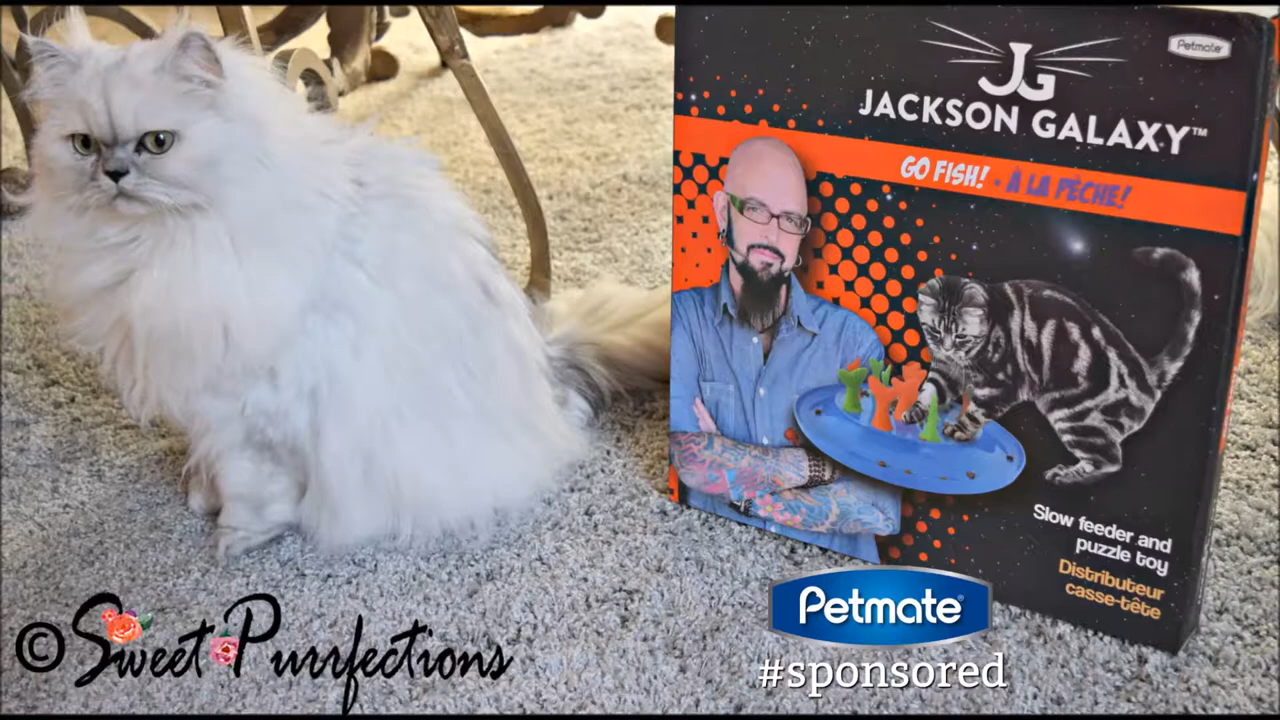 Petmate®
JG
JACKSON GALAXY™
GO FISH! • À LA PÈCHE!
Slow feeder and
puzzle toy
Distributeur
casse-tête
Petmate®
#sponsored
© Sweet Purrfections